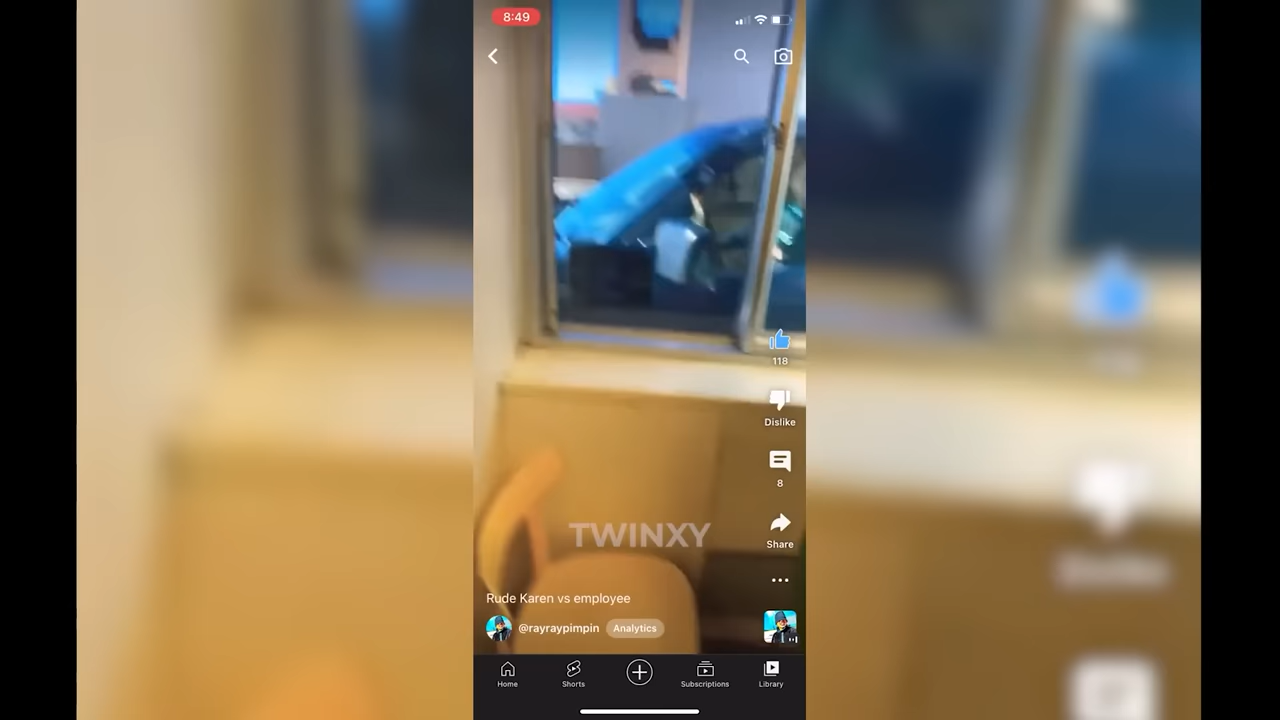 8:49
118
Dislike
8
TWINXY
Share
Rude Karen vs employee
@rayraypimpin
Analytics
Home
Shorts
Subscriptions
Library